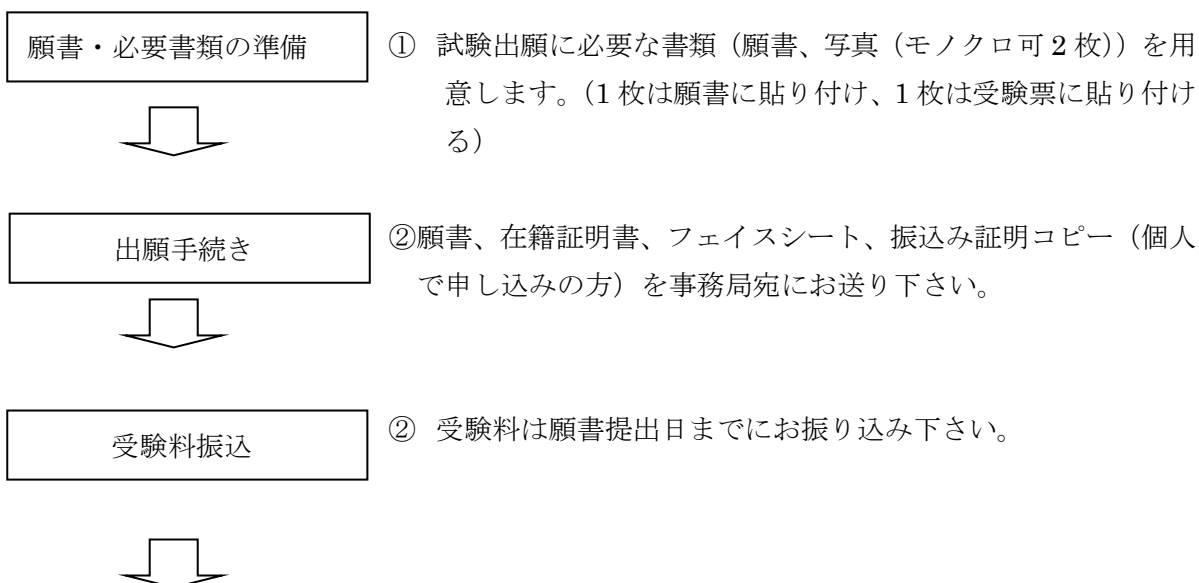 願書・必要書類の準備
① 試験出願に必要な書類（願書、写真（モノクロ可 2 枚））を用
意します。（1 枚は願書に貼り付け、1 枚は受験票に貼り付け
る）
出願手続き
②願書、在籍証明書、フェイスシート、振込み証明コピー（個人
で申し込みの方）を事務局宛にお送り下さい。
受験料振込
② 受験料は願書提出日までにお振り込み下さい。